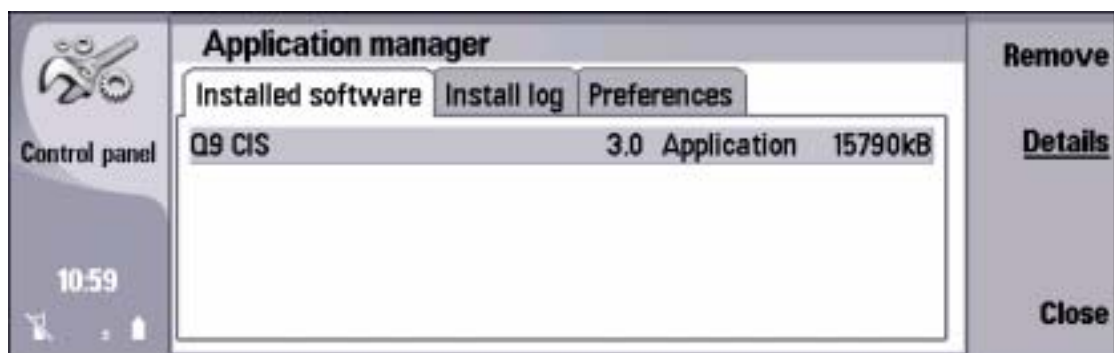 Control panel
10:59
Application manager
Installed software Install log Preferences
Q9 CIS 3.0 Application 15790kB
Remove
Details
Close